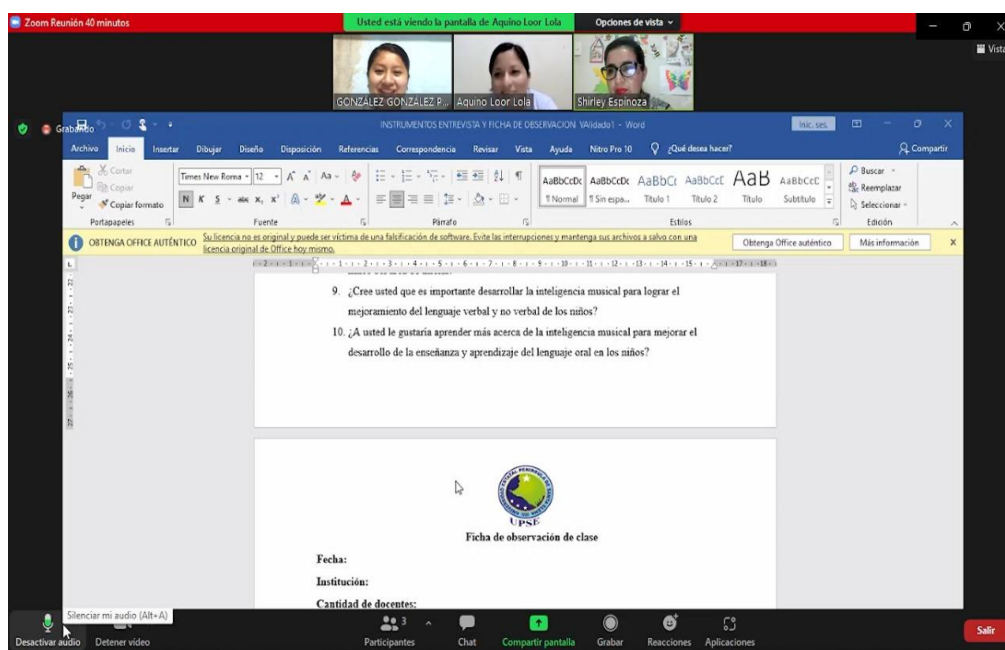 Zoom Reunión 40 minutos
Usted está viendo la pantalla de Aquino Loor Lola
Opciones de vista
Vista
GONZALEZ GONZALEZ P...
Aquino Loor Lola
Shirley Espinoza
Grabando
INSTRUMENTOS ENTREVISTA Y FICHA DE OBSERVACION VAlidado1 - Word
Inic. ses.
Archivo Inicio Insertar Dibujar Diseño Disposición Referencias Correspondencia Revisar Vista Ayuda Nitro Pro 10 ¿Qué desea hacer? Compartir
Pegar
Cortar
Copiar
Copiar formato
Portapapeles
Times New Roma 12
N K S abc x₂ x²
Fuente
Párrafo
AaBbCcDc AaBbCcDc AaBbCc AaBbCcC AaB AaBbCcC
¶ Normal ¶ Sin espa... Título 1 Título 2 Título Subtítulo
Estilos
Buscar
Reemplazar
Seleccionar
Edición
OBTENGA OFFICE AUTÉNTICO
Su licencia no es original y puede ser víctima de una falsificación de software. Evite las interrupciones y mantenga sus archivos a salvo con una
licencia original de Office hoy mismo.
Obtenga Office auténtico
Más información
9. ¿Cree usted que es importante desarrollar la inteligencia musical para lograr el
mejoramiento del lenguaje verbal y no verbal de los niños?
10. ¿A usted le gustaría aprender más acerca de la inteligencia musical para mejorar el
desarrollo de la enseñanza y aprendizaje del lenguaje oral en los niños?
UPSE
Ficha de observación de clase
Fecha:
Institución:
Cantidad de docentes:
Silenciar mi audio (Alt+A)
Desactivar audio
Detener video
Participantes
3
Chat
Compartir pantalla
Grabar
Reacciones
Aplicaciones
Salir